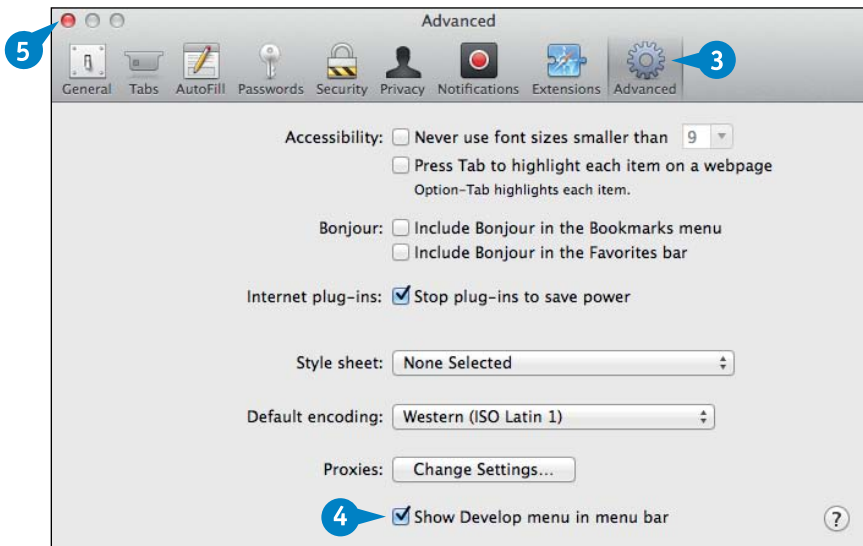 Advanced
5
3
General Tabs AutoFill Passwords Security Privacy Notifications Extensions Advanced
Accessibility: Never use font sizes smaller than 9
Press Tab to highlight each item on a webpage
Option-Tab highlights each item.
Bonjour: Include Bonjour in the Bookmarks menu
Include Bonjour in the Favorites bar
Internet plug-ins: Stop plug-ins to save power
Style sheet: None Selected
Default encoding: Western (ISO Latin 1)
Proxies: Change Settings...
4 Show Develop menu in menu bar ?